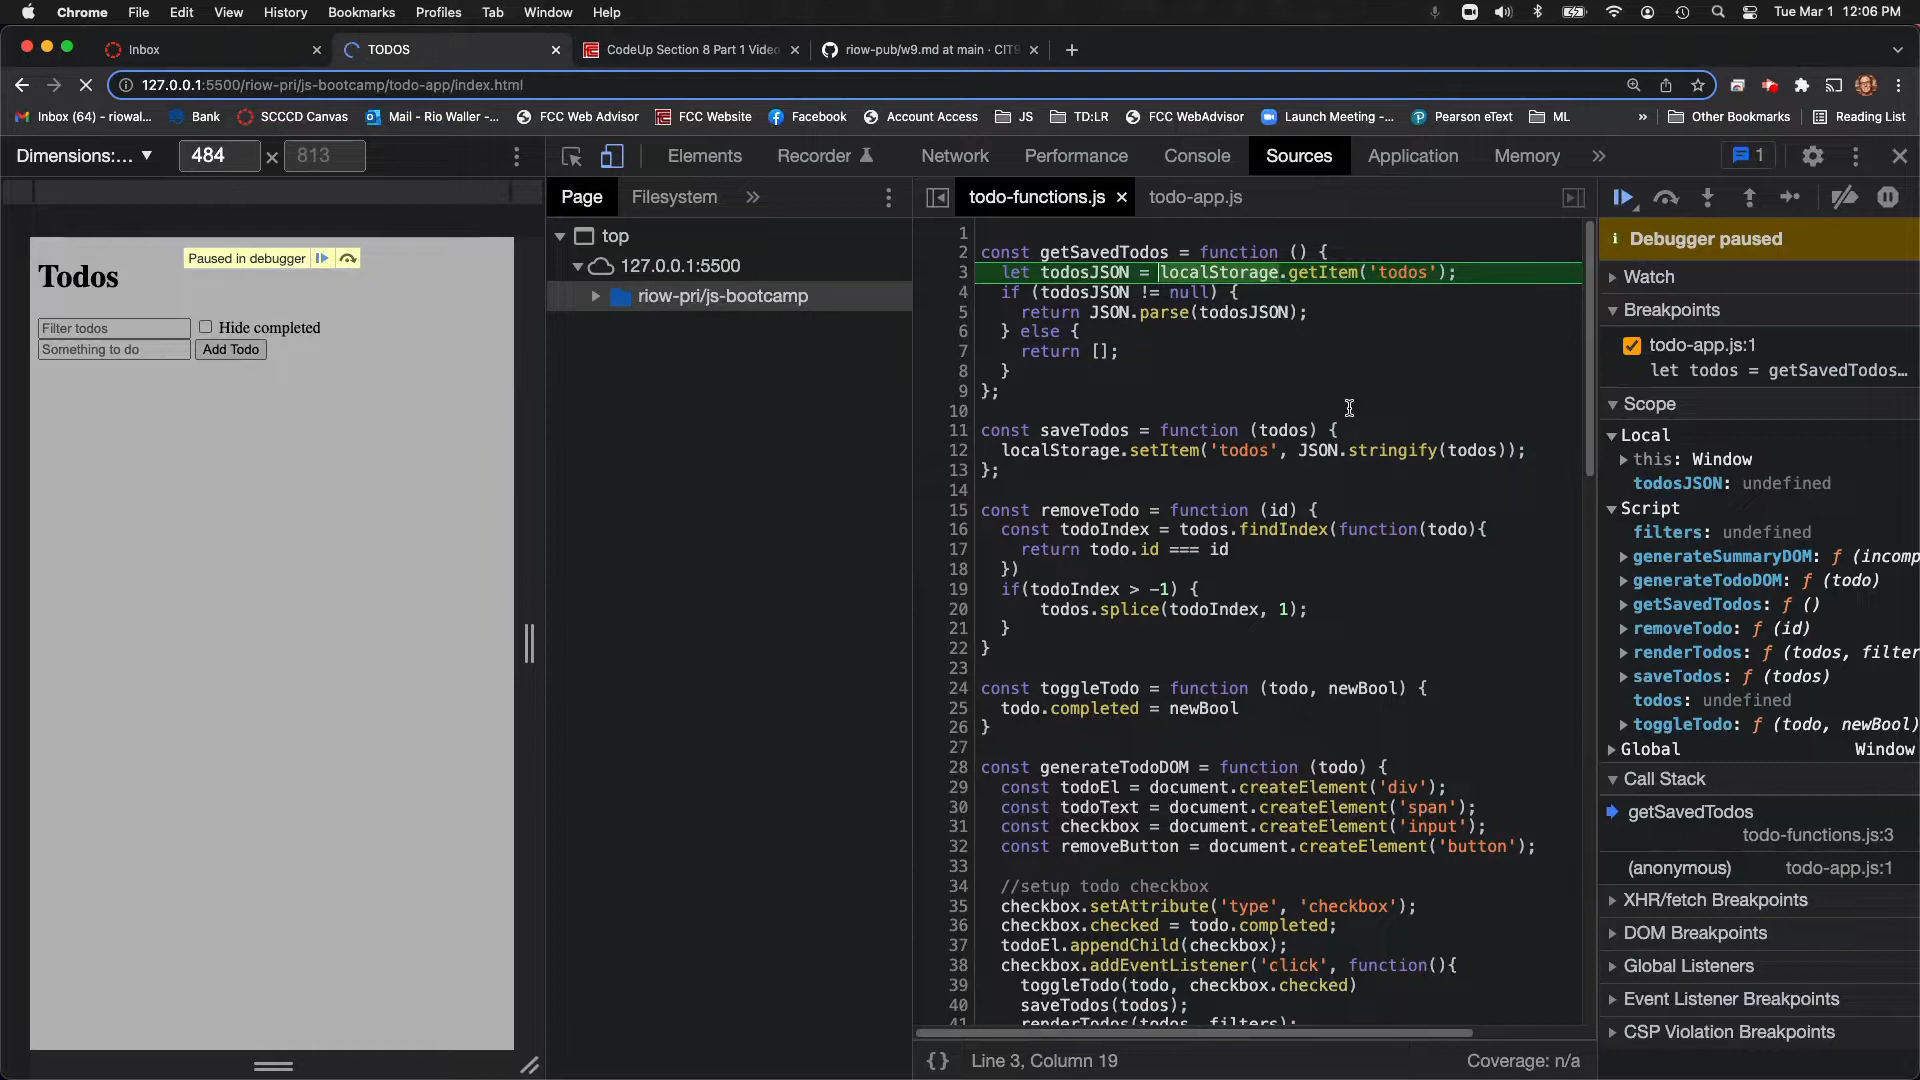 Chrome File Edit View History Bookmarks Profiles Tab Window Help Tue Mar 1 12:06 PM
Inbox TODOS CodeUp Section 8 Part 1 Video riow-pub/w9.md at main · CIT9
127.0.0.1:5500/riow-pri/js-bootcamp/todo-app/index.html
Inbox (64) - riowal... Bank SCCCD Canvas Mail - Rio Waller -... FCC Web Advisor FCC Website Facebook Account Access JS TD:LR FCC WebAdvisor Launch Meeting -... Pearson eText ML » Other Bookmarks Reading List
Dimensions:... 484 813 Elements Recorder Network Performance Console Sources Application Memory » 1
Page Filesystem » todo-functions.js todo-app.js
Paused in debugger
Todos
Filter todos Hide completed
Something to do Add Todo
top
127.0.0.1:5500
riow-pri/js-bootcamp
1
2 const getSavedTodos = function () {
3 let todosJSON = localStorage.getItem('todos');
4 if (todosJSON != null) {
5 return JSON.parse(todosJSON);
6 } else {
7 return [];
8 }
9 };
10
11 const saveTodos = function (todos) {
12 localStorage.setItem('todos', JSON.stringify(todos));
13 };
14
15 const removeTodo = function (id) {
16 const todoIndex = todos.findIndex(function(todo){
17 return todo.id === id
18 })
19 if(todoIndex > -1) {
20 todos.splice(todoIndex, 1);
21 }
22 }
23
24 const toggleTodo = function (todo, newBool) {
25 todo.completed = newBool
26 }
27
28 const generateTodoDOM = function (todo) {
29 const todoEl = document.createElement('div');
30 const todoText = document.createElement('span');
31 const checkbox = document.createElement('input');
32 const removeButton = document.createElement('button');
33
34 //setup todo checkbox
35 checkbox.setAttribute('type', 'checkbox');
36 checkbox.checked = todo.completed;
37 todoEl.appendChild(checkbox);
38 checkbox.addEventListener('click', function(){
39 toggleTodo(todo, checkbox.checked)
40 saveTodos(todos);
41 renderTodos(todos, filters);
{} Line 3, Column 19 Coverage: n/a
Debugger paused
Watch
Breakpoints
todo-app.js:1
let todos = getSavedTodos...
Scope
Local
this: Window
todosJSON: undefined
Script
filters: undefined
generateSummaryDOM: ƒ (incomp
generateTodoDOM: ƒ (todo)
getSavedTodos: ƒ ()
removeTodo: ƒ (id)
renderTodos: ƒ (todos, filter
saveTodos: ƒ (todos)
todos: undefined
toggleTodo: ƒ (todo, newBool)
Global Window
Call Stack
getSavedTodos
todo-functions.js:3
(anonymous) todo-app.js:1
XHR/fetch Breakpoints
DOM Breakpoints
Global Listeners
Event Listener Breakpoints
CSP Violation Breakpoints